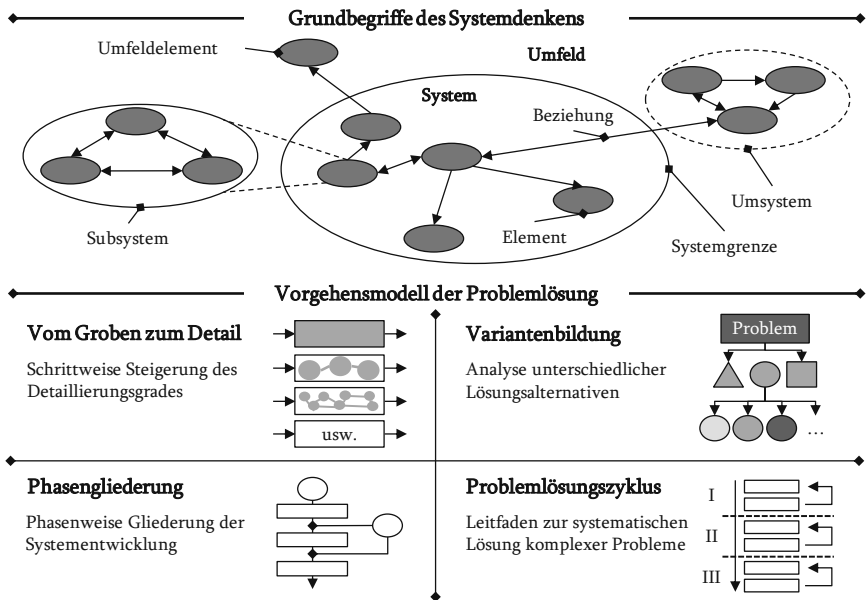 Grundbegriffe des Systemdenkens
Umfeldelement
Umfeld
System
Beziehung
Umsystem
Subsystem
Element
Systemgrenze
Vorgehensmodell der Problemlösung
Vom Groben zum Detail
Schrittweise Steigerung des
Detaillierungsgrades
usw.
Variantenbildung
Analyse unterschiedlicher
Lösungsalternativen
Problem
...
Phasengliederung
Phasenweise Gliederung der
Systementwicklung
Problemlösungszyklus
Leitfaden zur systematischen
Lösung komplexer Probleme
I
II
III